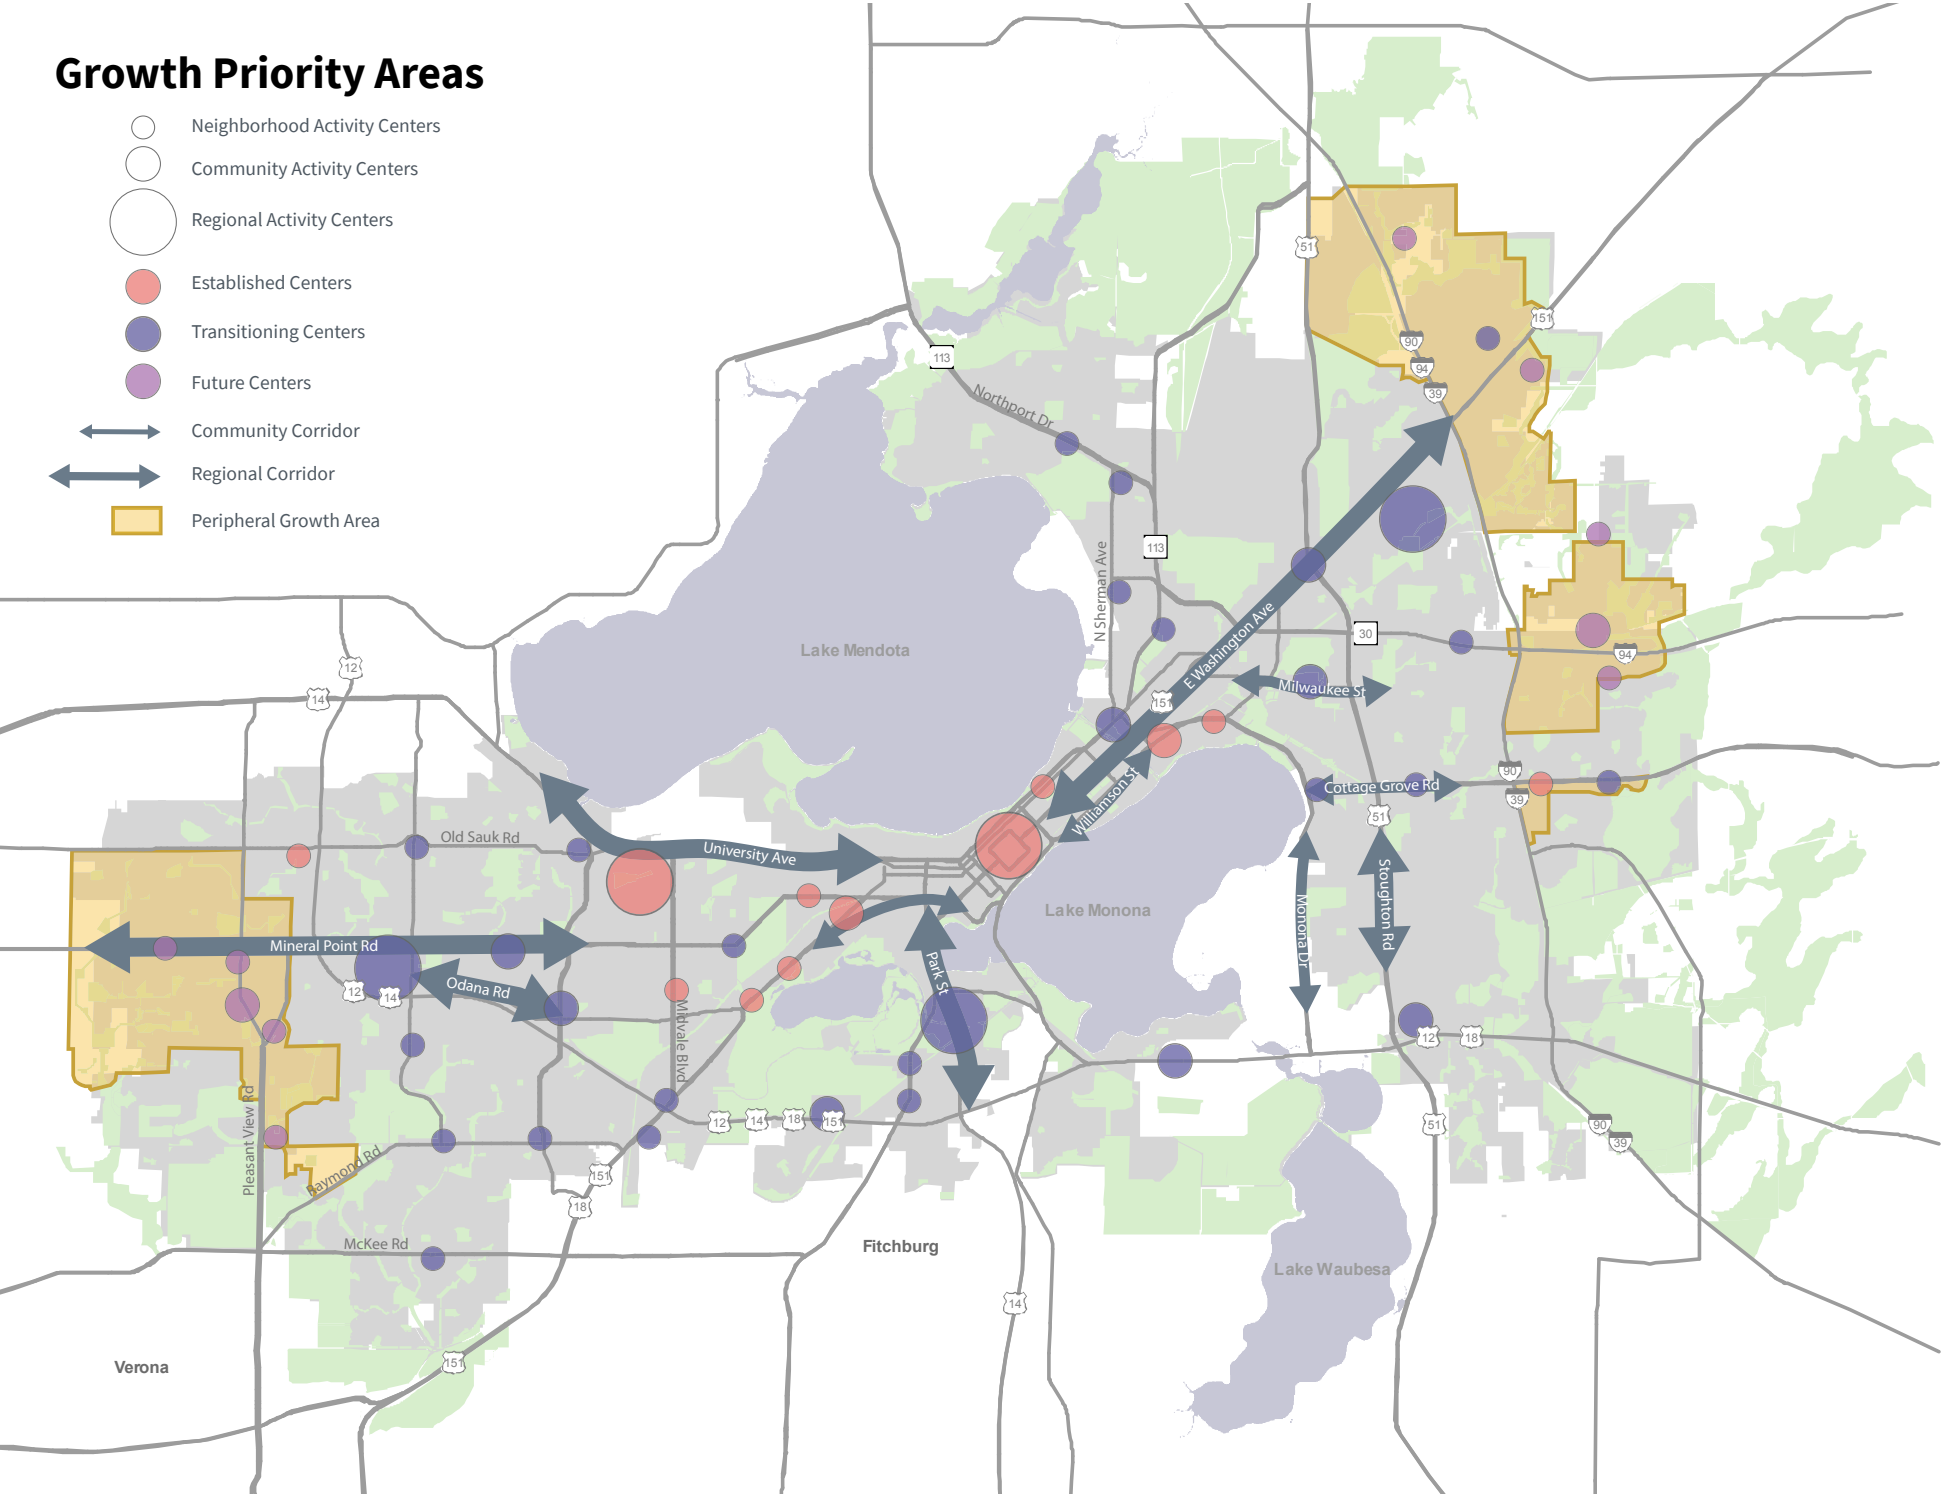 Growth Priority Areas
Neighborhood Activity Centers
Community Activity Centers
Regional Activity Centers
Established Centers
Transitioning Centers
Future Centers
Community Corridor
Regional Corridor
Peripheral Growth Area
51
151
90
94
39
113
Northport Dr
N Sherman Ave
113
E Washington Ave
30
94
Lake Mendota
12
14
151
Milwaukee St
90
39
Cottage Grove Rd
51
Williamson St
Old Sauk Rd
University Ave
Stoughton Rd
Monona Dr
Lake Monona
Mineral Point Rd
Park St
Odana Rd
12
14
Midvale Blvd
12
18
Pleasant View Rd
12
14
18
151
51
90
39
Raymond Rd
151
18
McKee Rd
Fitchburg
Lake Waubesa
14
151
Verona